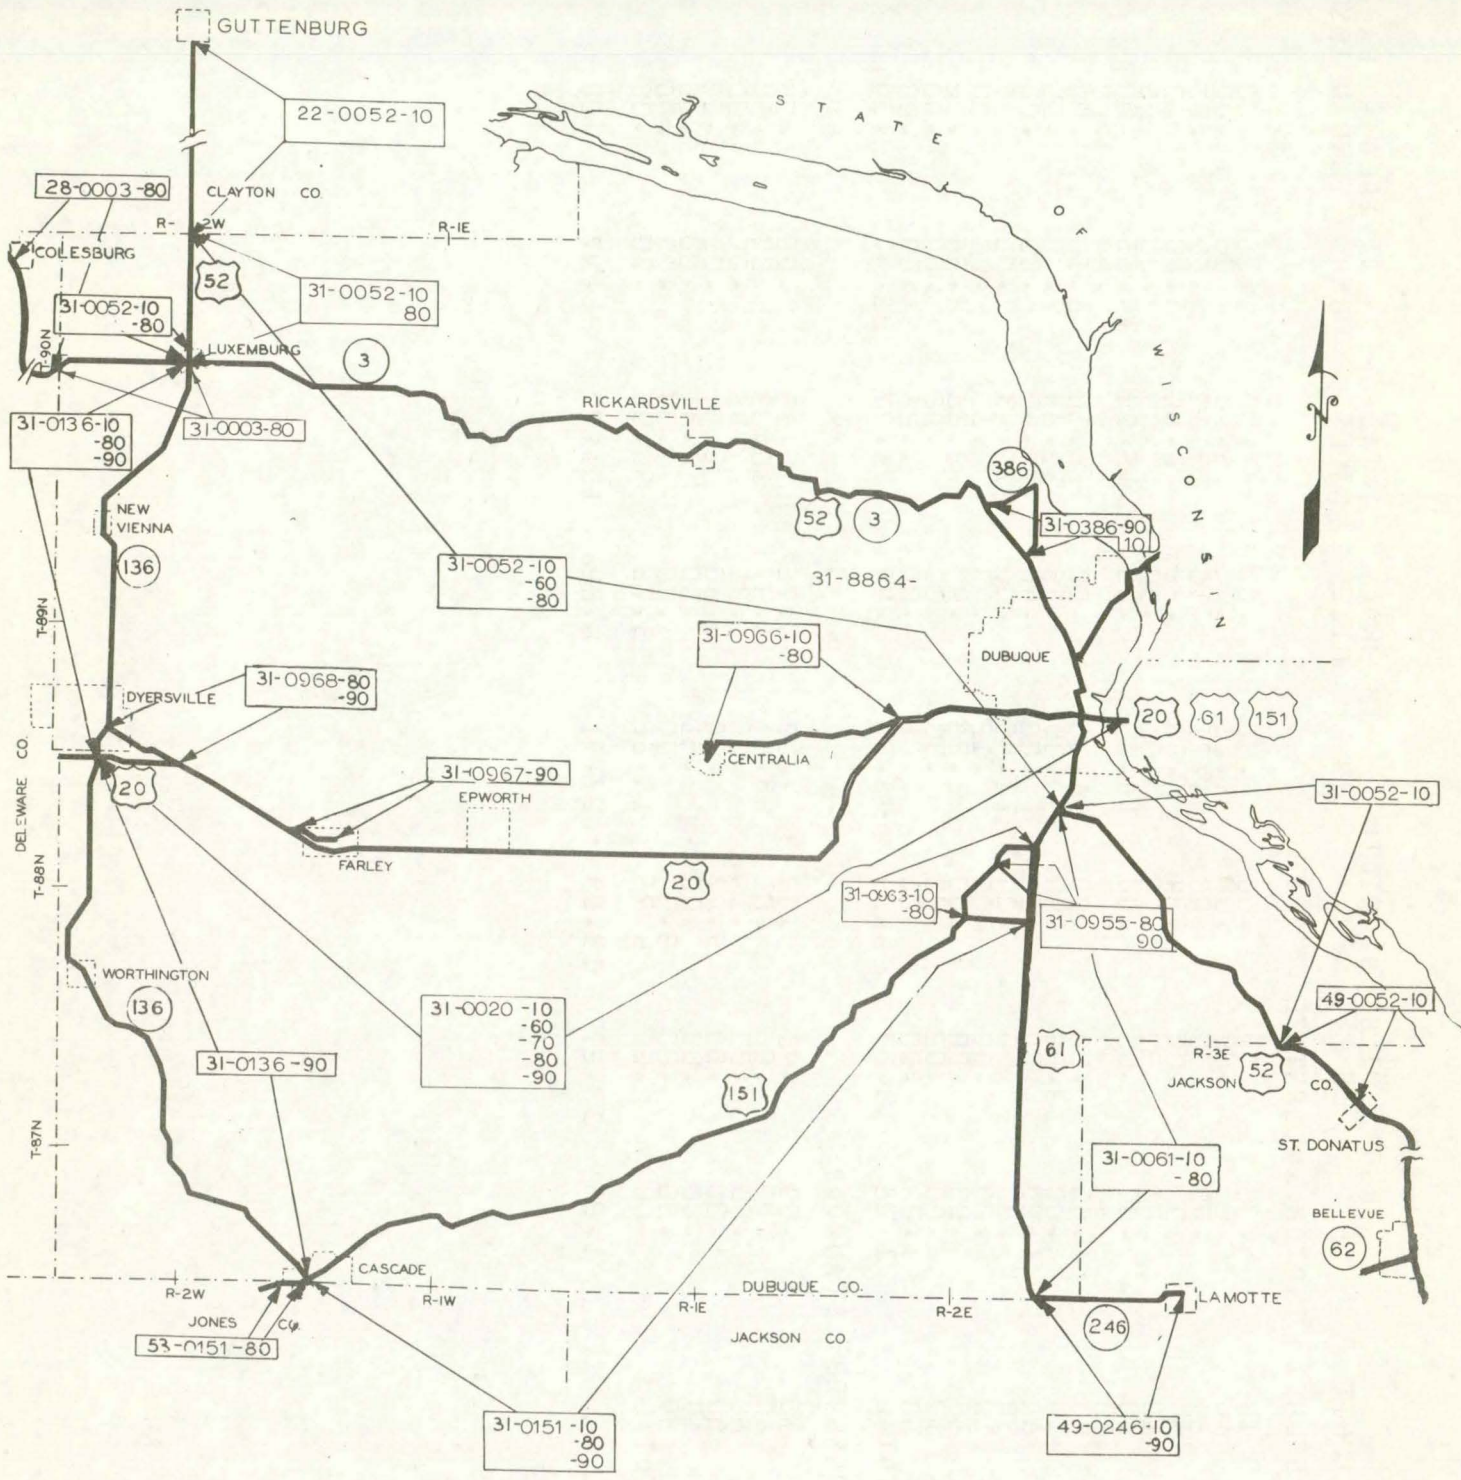 GUTTENBURG
22-0052-10
STATE OF WISCONSIN
28-0003-80
CLAYTON CO.
R-2W
R-1E
COLESBURG
52
31-0052-10
80
31-0052-10
-80
T-90N
LUXEMBURG
3
RICKARDSVILLE
31-0136-10
-80
-90
31-0003-80
386
52
3
31-0386-90
10
NEW
VIENNA
136
31-0052-10
-60
-80
31-8864-
T-89N
31-0966-10
-80
DUBUQUE
31-0968-80
-90
DYERSVILLE
20
61
151
DELEWARE CO.
CENTRALIA
20
31-0967-90
EPWORTH
31-0052-10
FARLEY
20
T-88N
31-0963-10
-80
31-0955-80
90
WORTHINGTON
136
31-0020-10
-60
-70
-80
-90
49-0052-10
61
R-3E
52
JACKSON CO.
31-0136-90
151
T-87N
ST. DONATUS
31-0061-10
-80
BELLEVUE
62
CASCADE
R-2W
R-1W
R-1E
DUBUQUE CO.
R-2E
LAMOTTE
JONES CO.
53-0151-80
JACKSON CO
246
31-0151-10
-80
-90
49-0246-10
-90
N